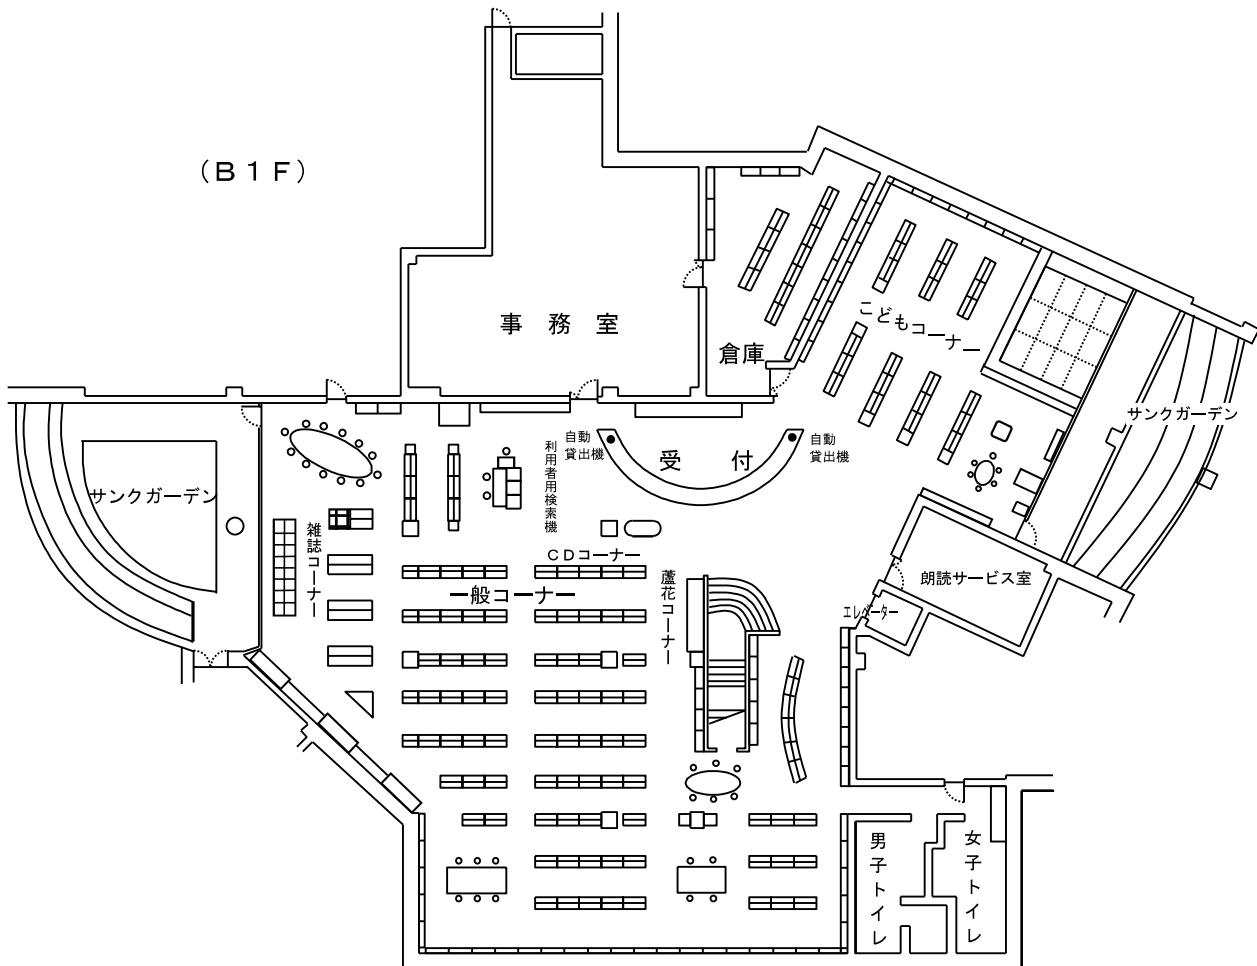 （Ｂ１Ｆ）
事務室
倉庫
こどもコーナー
サンクガーデン
自動
貸出機
受付
自動
貸出機
利用者用検索機
サンクガーデン
雑誌コーナー
ＣＤコーナー
一般コーナー
蘆花コーナー
朗読サービス室
エレベーター
男子トイレ
女子トイレ